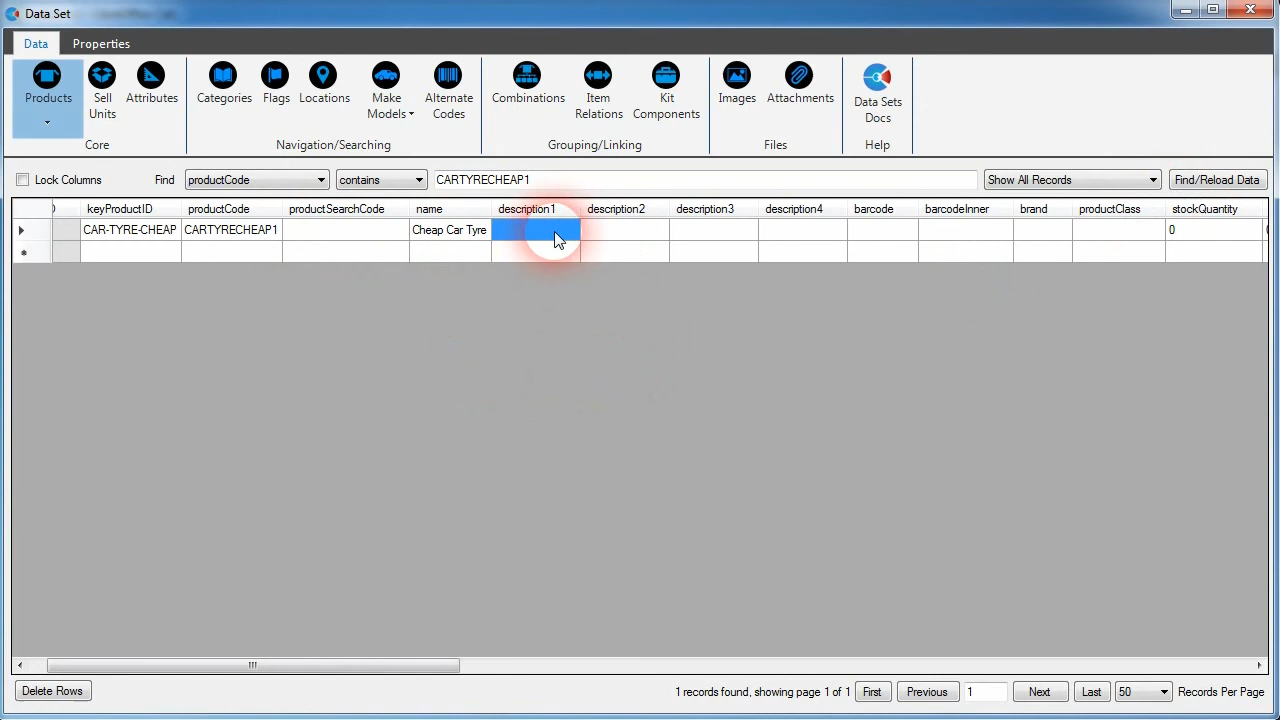 Data Set
Data Properties
Products Sell Units Attributes Categories Flags Locations Make Models Alternate Codes Combinations Item Relations Kit Components Images Attachments Data Sets Docs
Core Navigation/Searching Grouping/Linking Files Help
Lock Columns Find productCode contains CARTYRECHEAP1 Show All Records Find/Reload Data
keyProductID productCode productSearchCode name description1 description2 description3 description4 barcode barcodeInner brand productClass stockQuantity
CAR-TYRE-CHEAP CARTYRECHEAP1 Cheap Car Tyre 0
Delete Rows 1 records found, showing page 1 of 1 First Previous 1 Next Last 50 Records Per Page